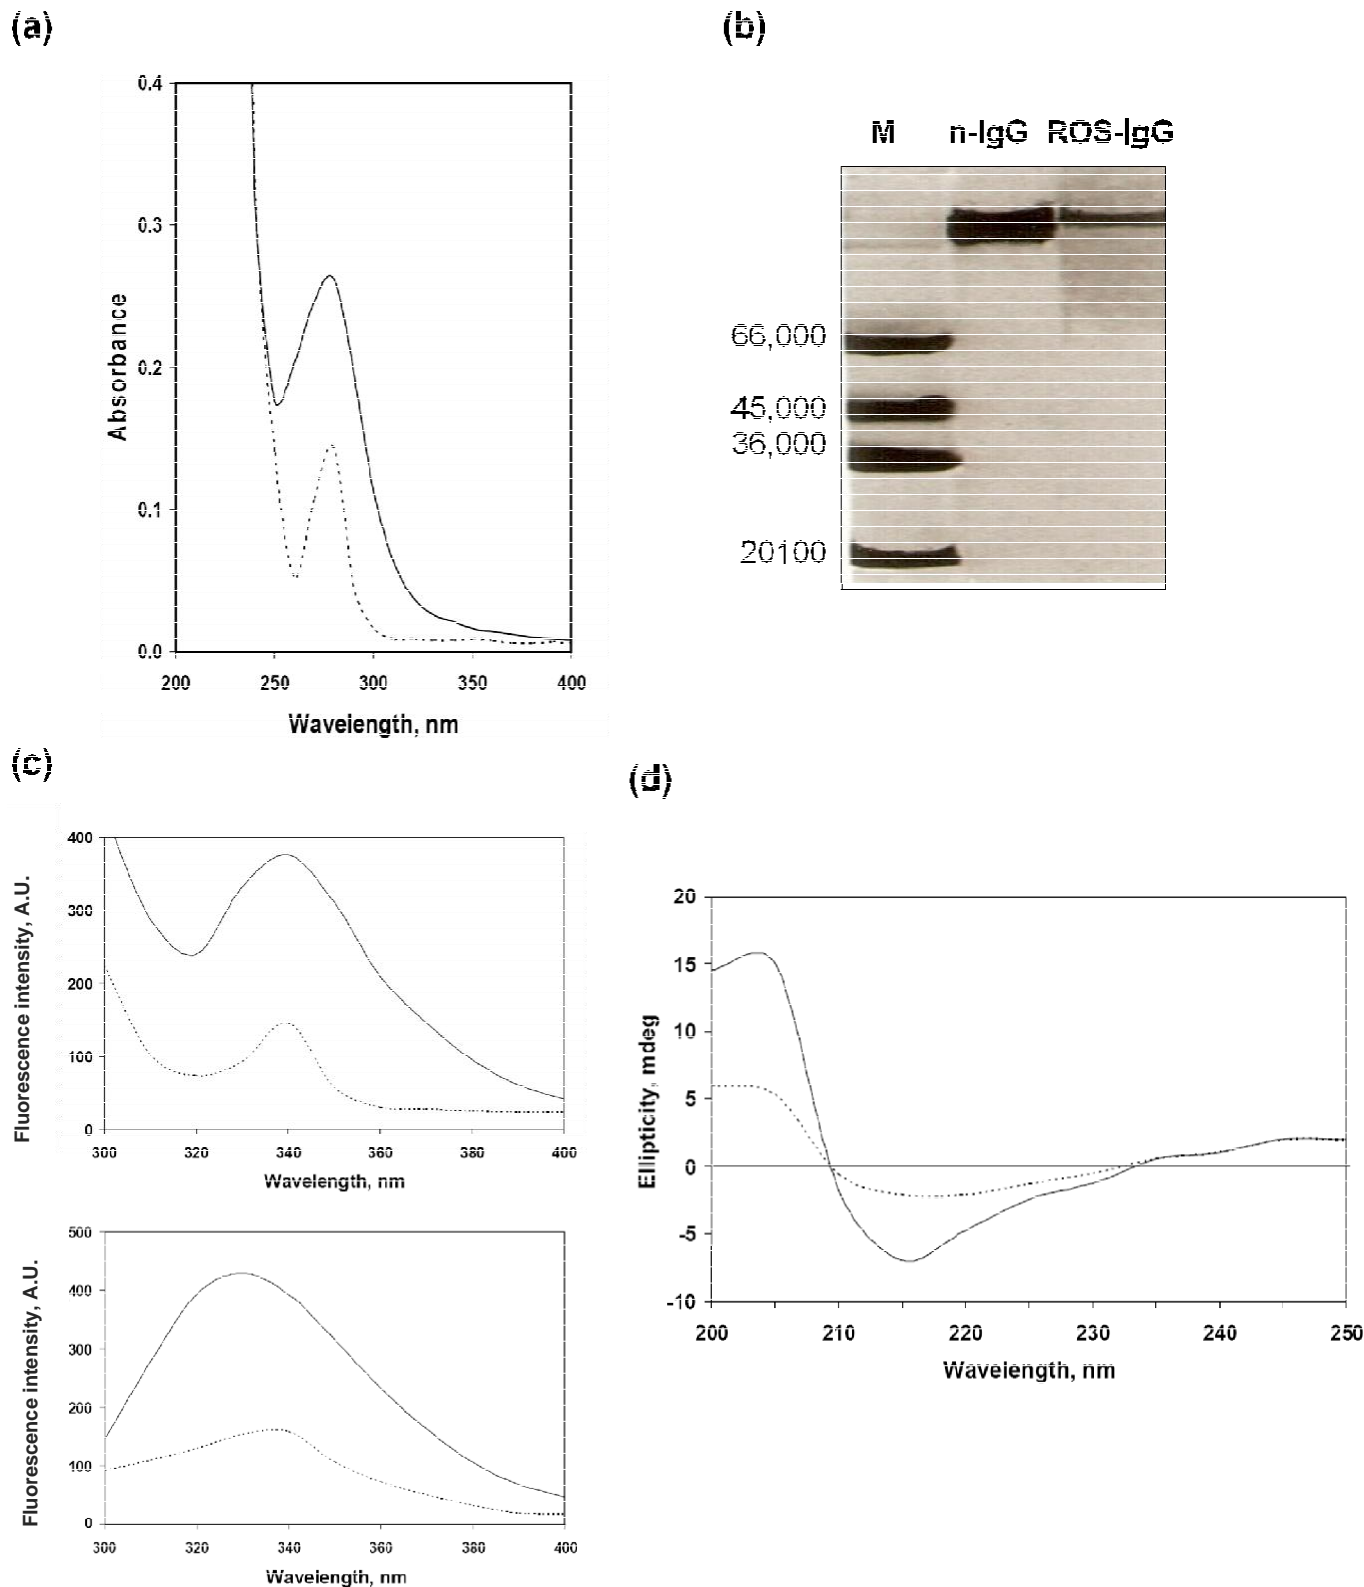 (a)
0.4
0.3
0.2
0.1
0.0
Absorbance
200 250 300 350 400
Wavelength, nm
(b)
M n-IgG ROS-IgG
66,000
45,000
36,000
20100
(c)
400
300
200
100
0
Fluorescence intensity, A.U.
300 320 340 360 380 400
Wavelength, nm
500
400
300
200
100
0
Fluorescence intensity, A.U.
300 320 340 360 380 400
Wavelength, nm
(d)
20
15
10
5
0
-5
-10
Ellipticity, mdeg
200 210 220 230 240 250
Wavelength, nm